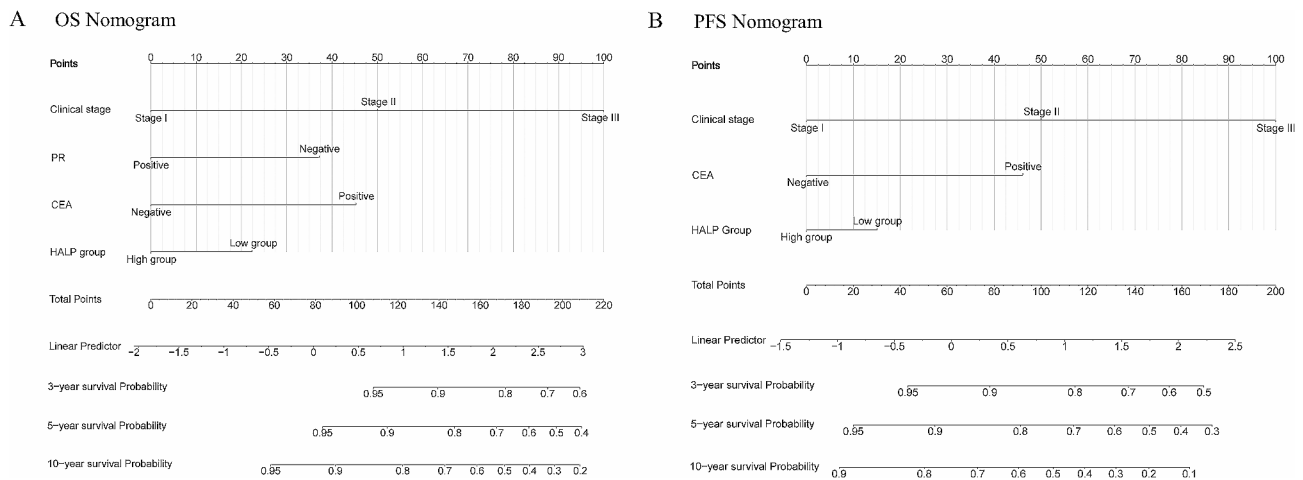 A OS Nomogram
Points 0 10 20 30 40 50 60 70 80 90 100
Clinical stage Stage I Stage II Stage III
PR Positive Negative
CEA Negative Positive
HALP group High group Low group
Total Points 0 20 40 60 80 100 120 140 160 180 200 220
Linear Predictor −2 −1.5 −1 −0.5 0 0.5 1 1.5 2 2.5 3
3−year survival Probability 0.95 0.9 0.8 0.7 0.6
5−year survival Probability 0.95 0.9 0.8 0.7 0.6 0.5 0.4
10−year survival Probability 0.95 0.9 0.8 0.7 0.6 0.5 0.4 0.3 0.2
B PFS Nomogram
Points 0 10 20 30 40 50 60 70 80 90 100
Clinical stage Stage I Stage II Stage III
CEA Negative Positive
HALP Group High group Low group
Total Points 0 20 40 60 80 100 120 140 160 180 200
Linear Predictor −1.5 −1 −0.5 0 0.5 1 1.5 2 2.5
3−year survival Probability 0.95 0.9 0.8 0.7 0.6 0.5
5−year survival Probability 0.95 0.9 0.8 0.7 0.6 0.5 0.4 0.3
10−year survival Probability 0.9 0.8 0.7 0.6 0.5 0.4 0.3 0.2 0.1